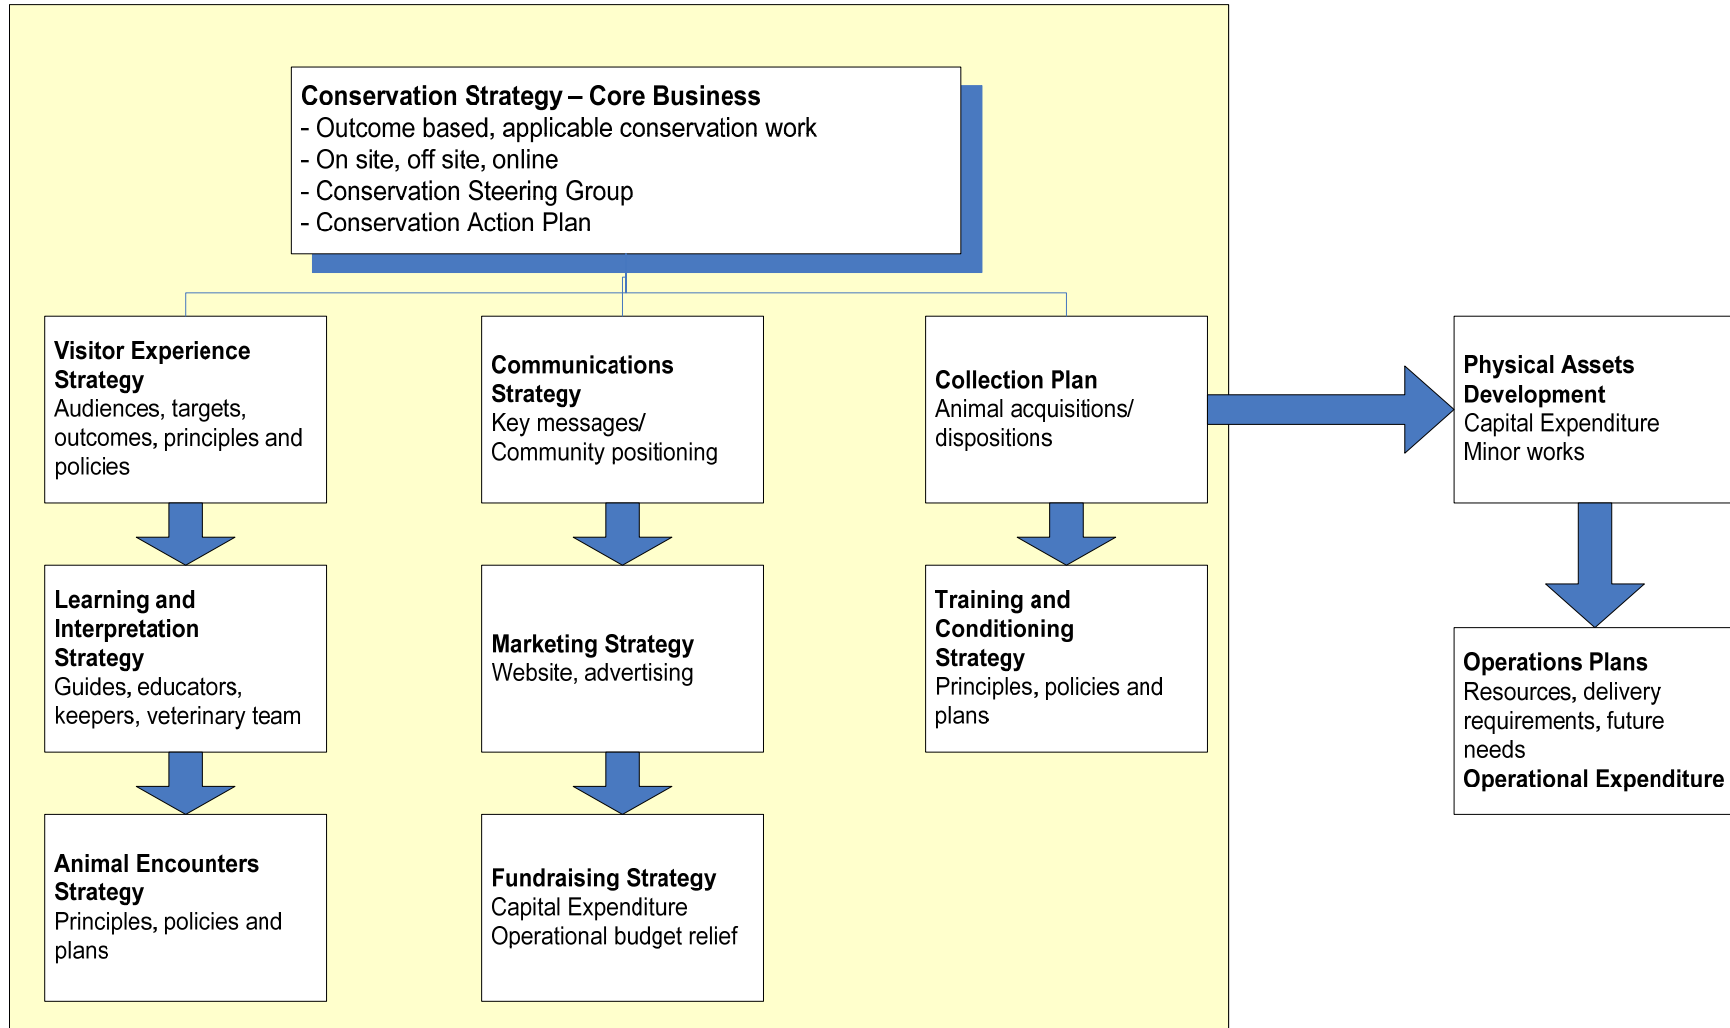 Conservation Strategy – Core Business
- Outcome based, applicable conservation work
- On site, off site, online
- Conservation Steering Group
- Conservation Action Plan
Visitor Experience
Strategy
Audiences, targets,
outcomes, principles and
policies
Communications
Strategy
Key messages/
Community positioning
Collection Plan
Animal acquisitions/
dispositions
Physical Assets
Development
Capital Expenditure
Minor works
Learning and
Interpretation
Strategy
Guides, educators,
keepers, veterinary team
Marketing Strategy
Website, advertising
Training and
Conditioning
Strategy
Principles, policies and
plans
Operations Plans
Resources, delivery
requirements, future
needs
Operational Expenditure
Animal Encounters
Strategy
Principles, policies and
plans
Fundraising Strategy
Capital Expenditure
Operational budget relief